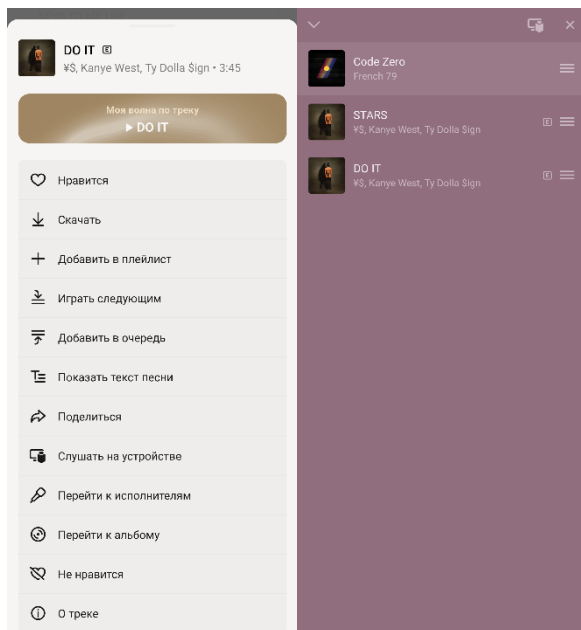 DO IT E
¥$, Kanye West, Ty Dolla $ign • 3:45
Моя волна по треку
DO IT
Нравится
Скачать
Добавить в плейлист
Играть следующим
Добавить в очередь
Показать текст песни
Поделиться
Слушать на устройстве
Перейти к исполнителям
Перейти к альбому
Не нравится
О треке
Code Zero
French 79
STARS
E
¥$, Kanye West, Ty Dolla $ign
DO IT
E
¥$, Kanye West, Ty Dolla $ign